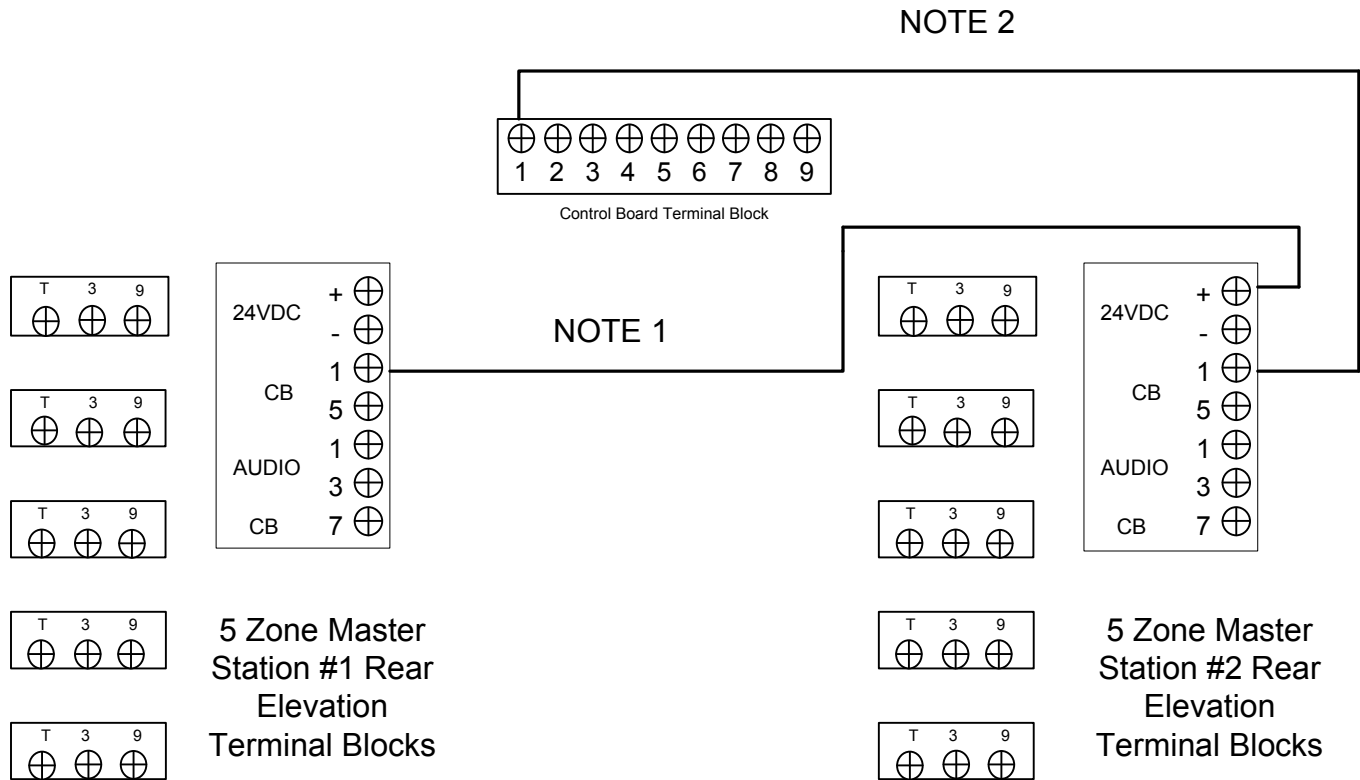 NOTE 2
1 2 3 4 5 6 7 8 9
Control Board Terminal Block
T 3 9
T 3 9
T 3 9
T 3 9
T 3 9
24VDC
+
-
CB
1
5
AUDIO
1
3
CB
7
5 Zone Master
Station #1 Rear
Elevation
Terminal Blocks
NOTE 1
T 3 9
T 3 9
T 3 9
T 3 9
T 3 9
24VDC
+
-
CB
1
5
AUDIO
1
3
CB
7
5 Zone Master
Station #2 Rear
Elevation
Terminal Blocks